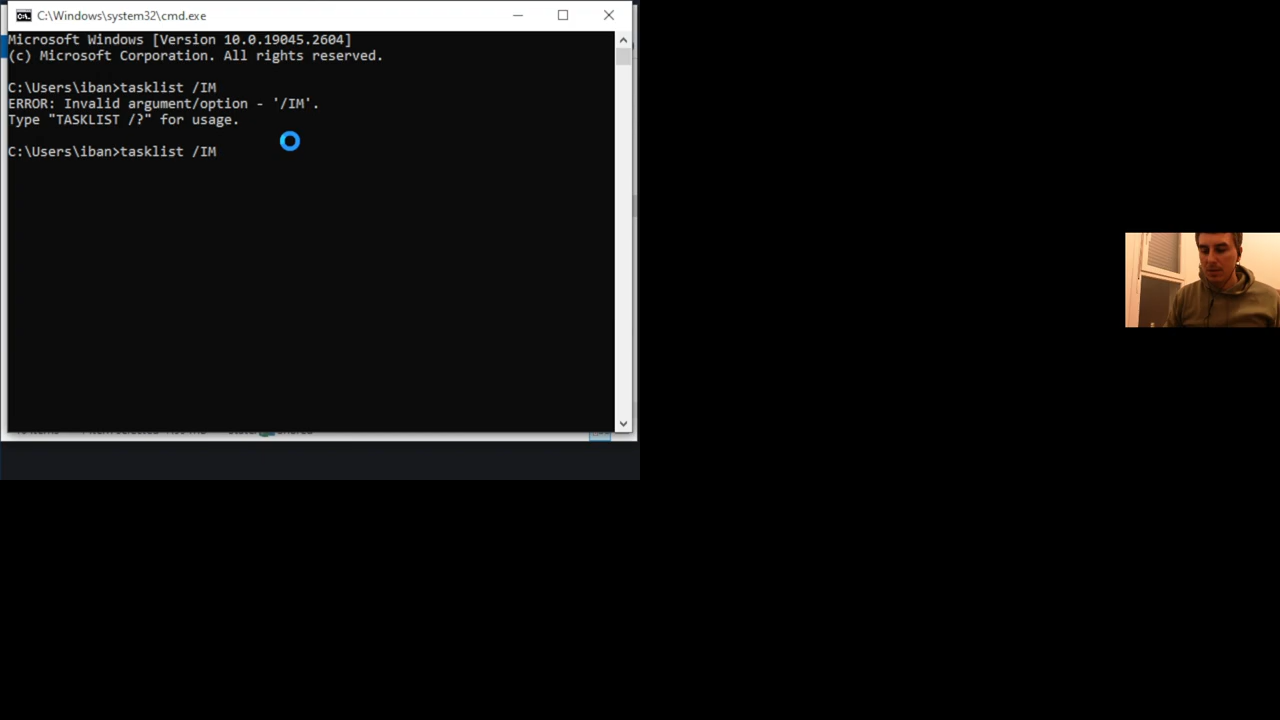 C:\Windows\system32\cmd.exe
Microsoft Windows [Version 10.0.19045.2604]
(c) Microsoft Corporation. All rights reserved.
C:\Users\iban>tasklist /IM
ERROR: Invalid argument/option - '/IM'.
Type "TASKLIST /?" for usage.
C:\Users\iban>tasklist /IM